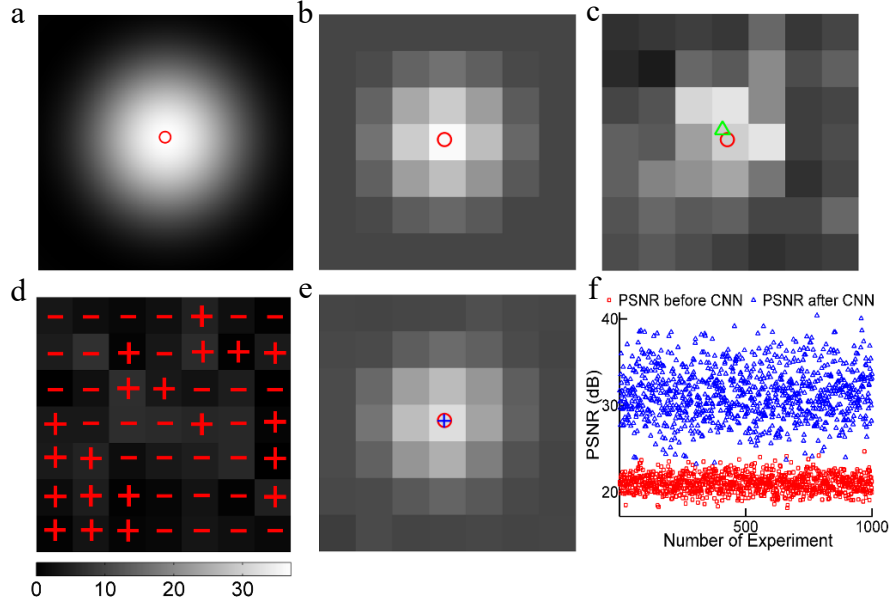 a
b
c
d
e
f
PSNR before CNN PSNR after CNN
40
30
20
PSNR (dB)
500
1000
Number of Experiment
0 10 20 30